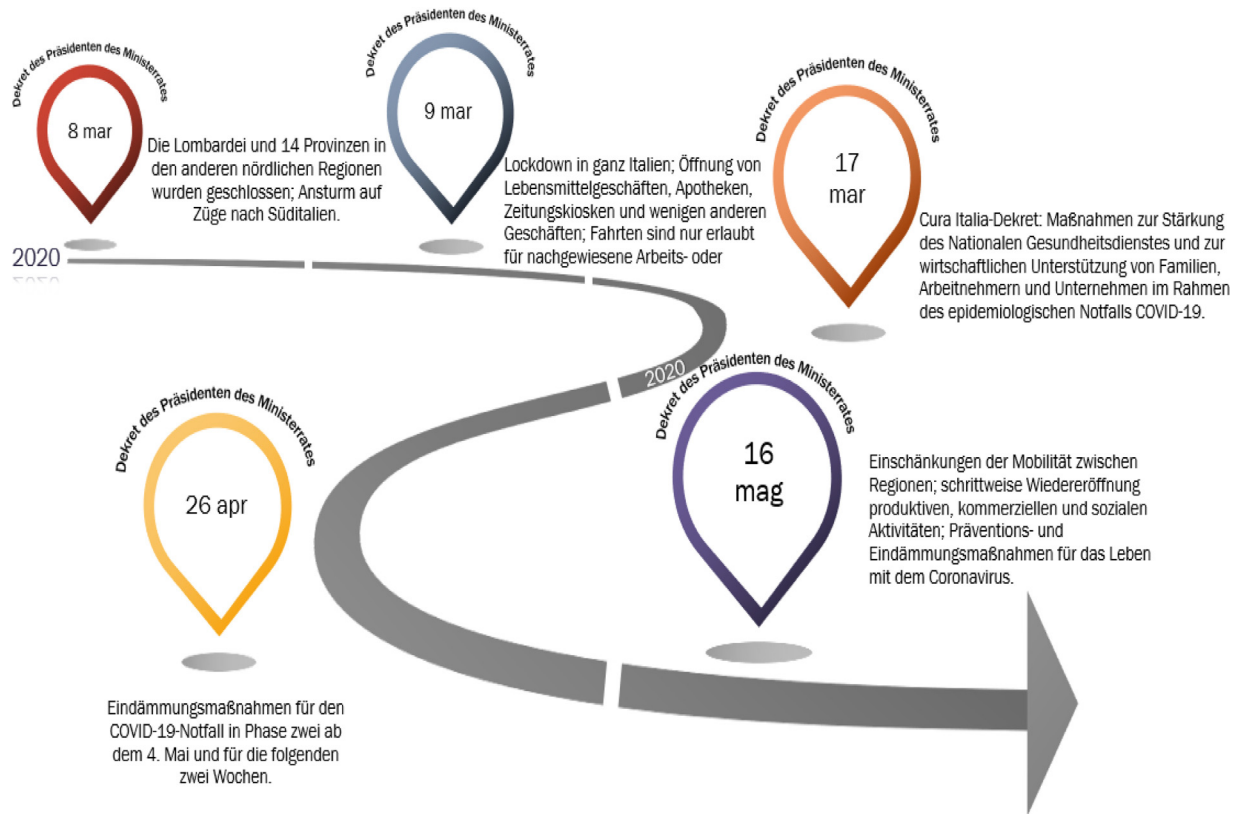 Dekret des Präsidenten des Ministerrates
8 mar
Die Lombardei und 14 Provinzen in
den anderen nördlichen Regionen
wurden geschlossen; Ansturm auf
Züge nach Süditalien.
Dekret des Präsidenten des Ministerrates
9 mar
Lockdown in ganz Italien; Öffnung von
Lebensmittelgeschäften, Apotheken,
Zeitungskiosken und wenigen anderen
Geschäften; Fahrten sind nur erlaubt
für nachgewiesene Arbeits- oder
Dekret des Präsidenten des Ministerrates
17
mar
Cura Italia-Dekret: Maßnahmen zur Stärkung
des Nationalen Gesundheitsdienstes und zur
wirtschaftlichen Unterstützung von Familien,
Arbeitnehmern und Unternehmen im Rahmen
des epidemiologischen Notfalls COVID-19.
2020
2020
Dekret des Präsidenten des Ministerrates
26 apr
Eindämmungsmaßnahmen für den
COVID-19-Notfall in Phase zwei ab
dem 4. Mai und für die folgenden
zwei Wochen.
Dekret des Präsidenten des Ministerrates
16
mag
Einschänkungen der Mobilität zwischen
Regionen; schrittweise Wiedereröffnung
produktiven, kommerziellen und sozialen
Aktivitäten; Präventions- und
Eindämmungsmaßnahmen für das Leben
mit dem Coronavirus.